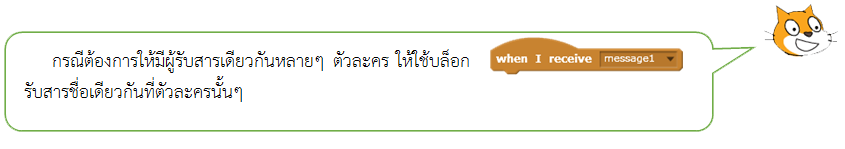 กรณีต้องการให้มีผู้รับสารเดียวกันหลายๆ ตัวละคร ให้ใช้บล็อก when I receive message1
รับสารชื่อเดียวกันที่ตัวละครนั้นๆ